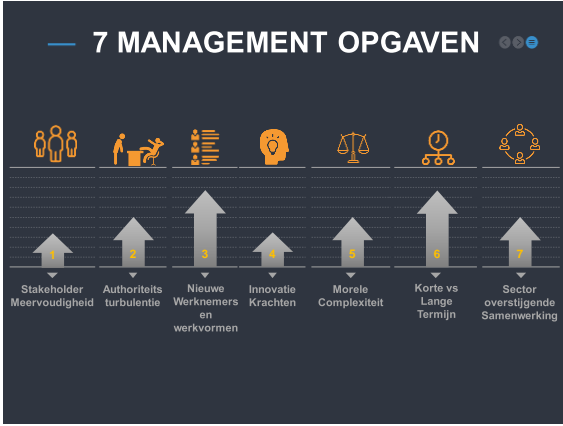 7 MANAGEMENT OPGAVEN
1
2
3
4
5
6
7
Stakeholder
Meervoudigheid
Authoriteits
turbulentie
Nieuwe
Werknemers
en
werkvormen
Innovatie
Krachten
Morele
Complexiteit
Korte vs
Lange
Termijn
Sector
overstijgende
Samenwerking